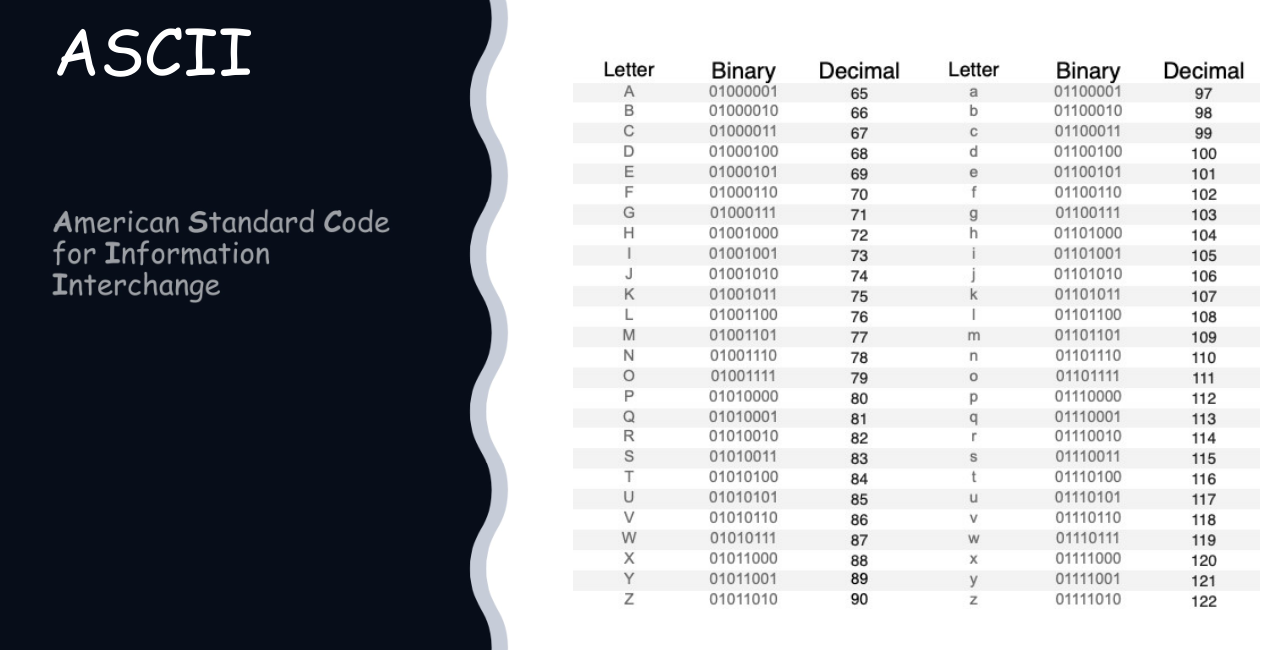 ASCII
American Standard Code
for Information
Interchange
Letter Binary Decimal Letter Binary Decimal
A 01000001 65 a 01100001 97
B 01000010 66 b 01100010 98
C 01000011 67 c 01100011 99
D 01000100 68 d 01100100 100
E 01000101 69 e 01100101 101
F 01000110 70 f 01100110 102
G 01000111 71 g 01100111 103
H 01001000 72 h 01101000 104
I 01001001 73 i 01101001 105
J 01001010 74 j 01101010 106
K 01001011 75 k 01101011 107
L 01001100 76 l 01101100 108
M 01001101 77 m 01101101 109
N 01001110 78 n 01101110 110
O 01001111 79 o 01101111 111
P 01010000 80 p 01110000 112
Q 01010001 81 q 01110001 113
R 01010010 82 r 01110010 114
S 01010011 83 s 01110011 115
T 01010100 84 t 01110100 116
U 01010101 85 u 01110101 117
V 01010110 86 v 01110110 118
W 01010111 87 w 01110111 119
X 01011000 88 x 01111000 120
Y 01011001 89 y 01111001 121
Z 01011010 90 z 01111010 122